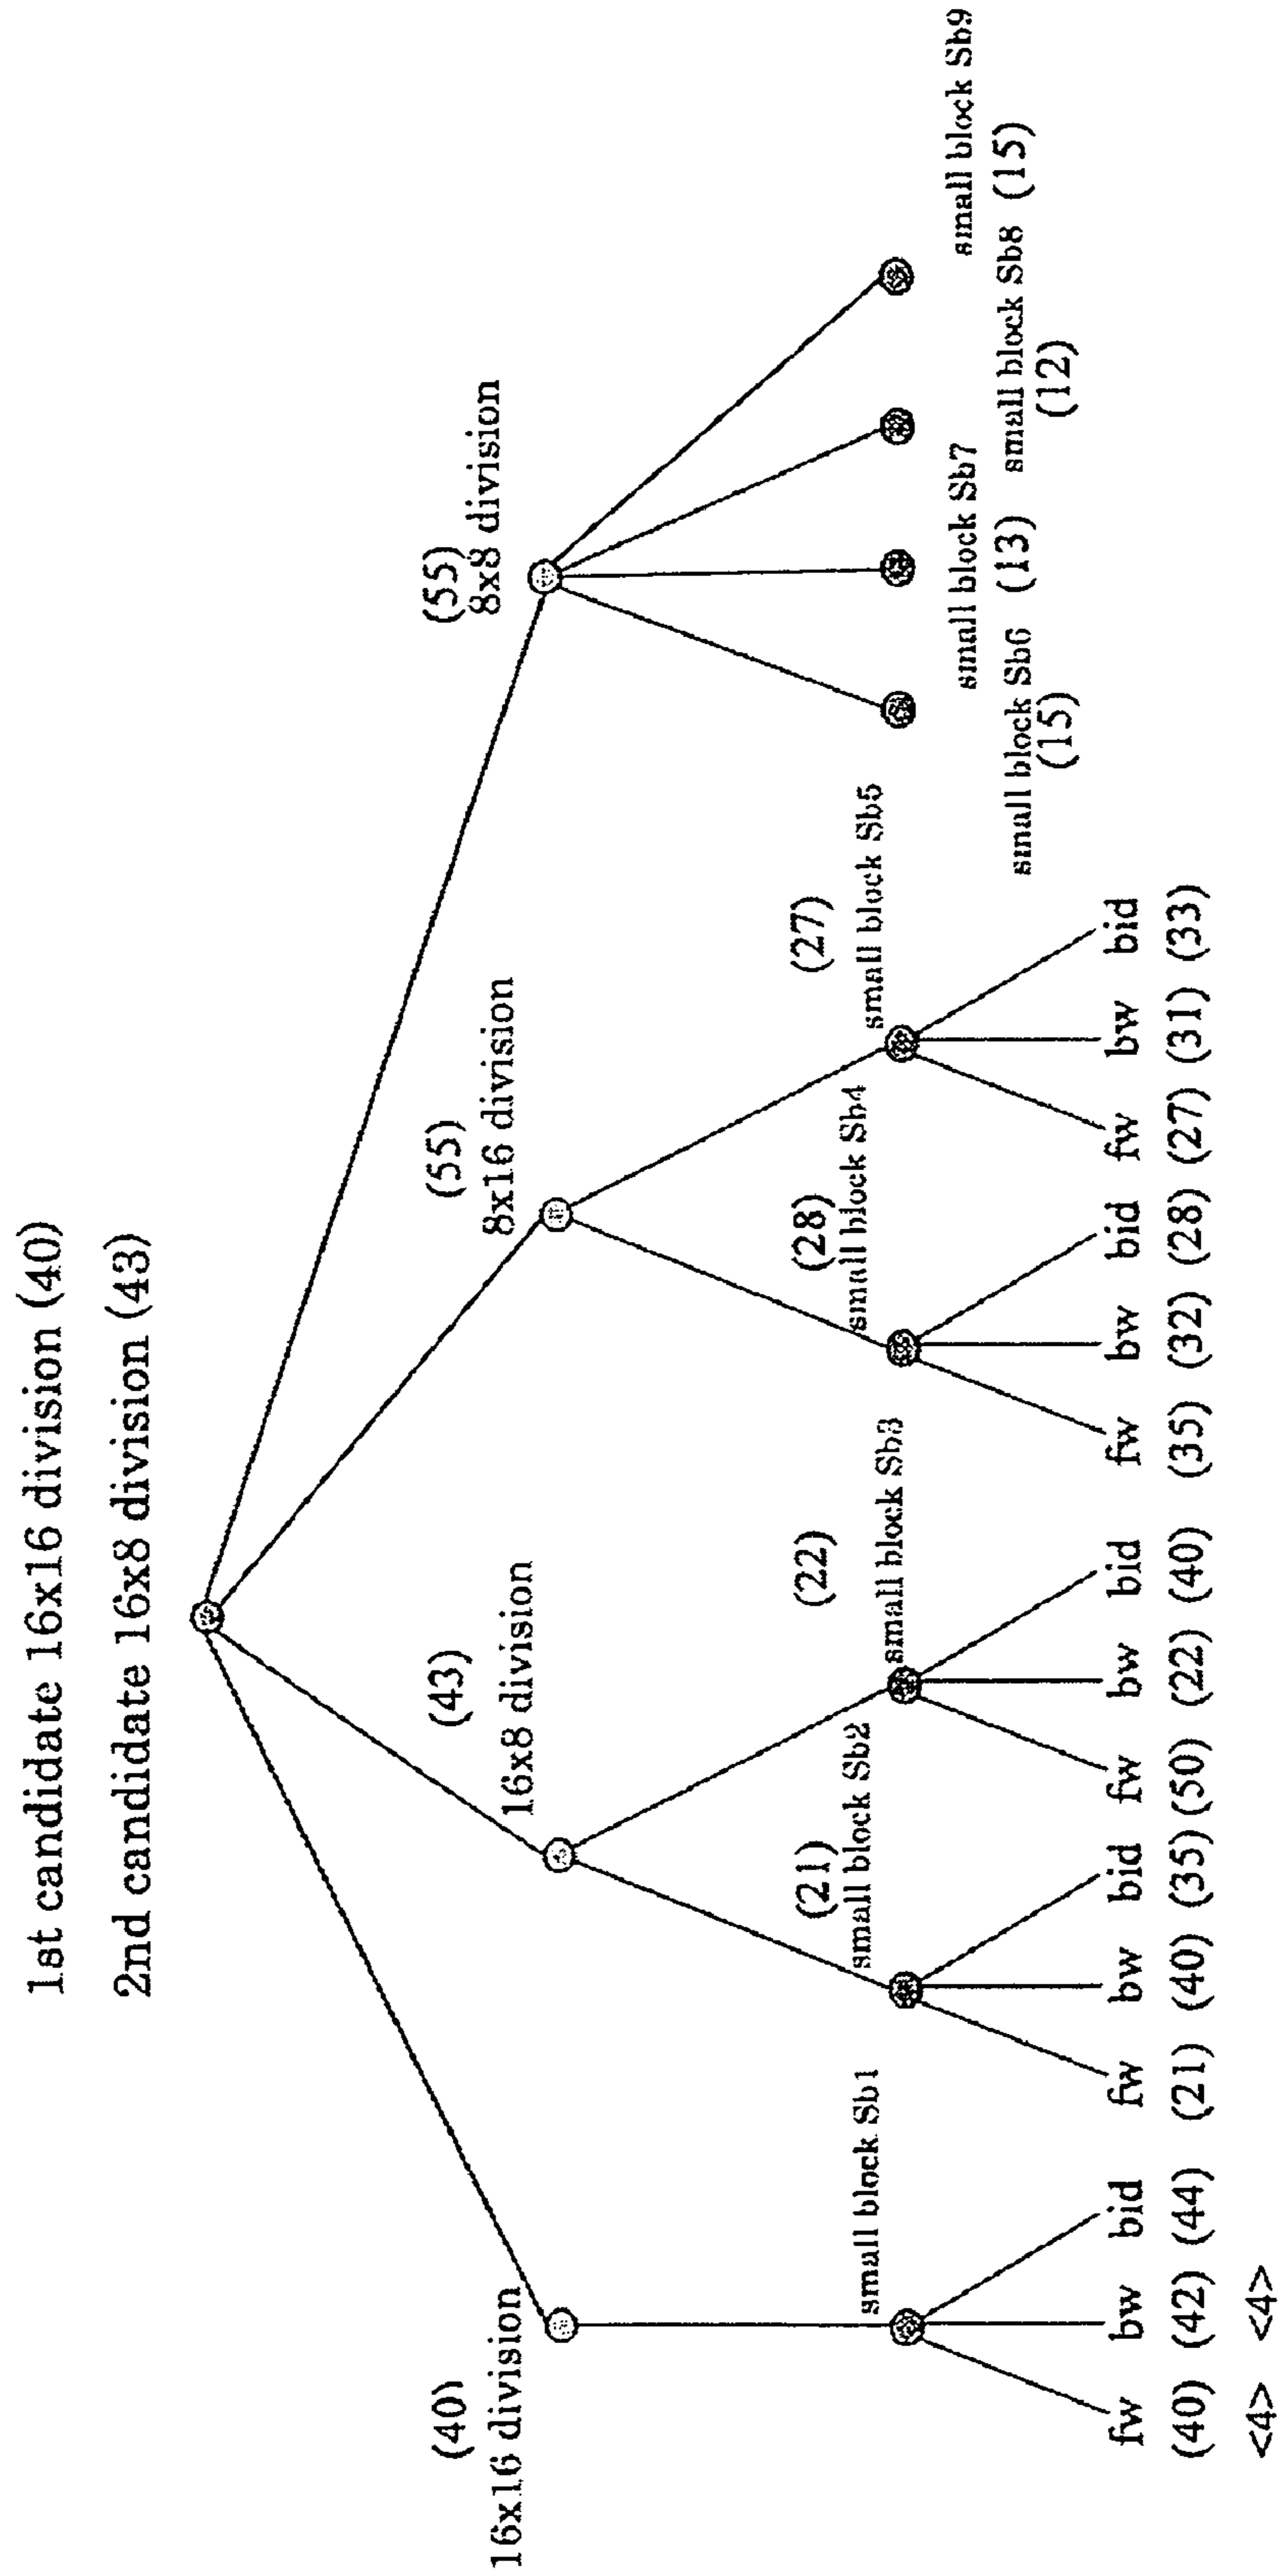 1st candidate 16x16 division (40)
2nd candidate 16x8 division (43)
(40)
16x16 division
(43)
16x8 division
(55)
8x16 division
(55)
8x8 division
small block Sb1
(21)
small block Sb2
(22)
small block Sb3
(28)
small block Sb4
(27)
small block Sb5
small block Sb6
(15)
small block Sb7
(13)
small block Sb8
(12)
small block Sb9
(15)
fw bw bid fw bw bid fw bw bid fw bw bid fw bw bid
(40) (42) (44) (21) (40) (35) (50) (22) (40) (35) (32) (28) (27) (31) (33)
<4> <4>